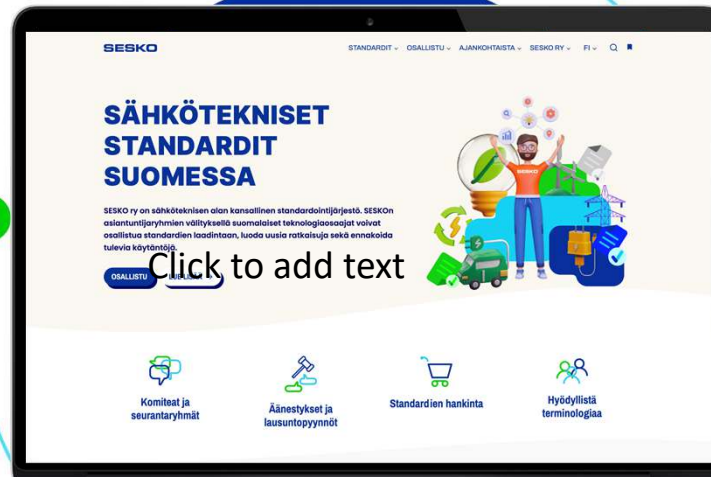 SESKO
STANDARDIT OSALLISTU AJANKOHTAISTA SESKO RY FI
SÄHKÖTEKNISET
STANDARDIT
SUOMESSA
SESKO ry on sähköteknisen alan kansallinen standardointijärjestö. SESKOn
asiantuntijaryhmien välityksellä suomalaiset teknologiaosaajat voivat
osallistua standardien laadintaan, luoda uusia ratkaisuja sekä ennakoida
tulevia käytäntöjä.
Click to add text
OSALLISTU
SESKO
Komiteat ja
seurantaryhmät
Äänestykset ja
lausuntopyynnöt
Standardien hankinta
Hyödyllistä
terminologiaa